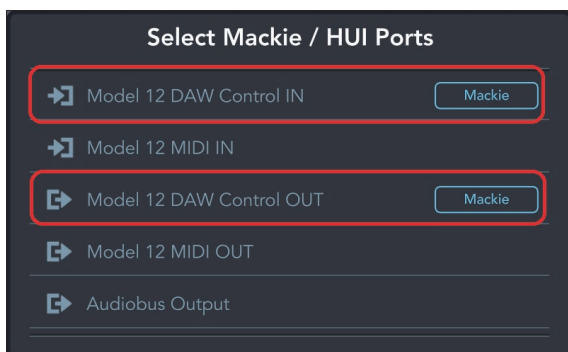 Select Mackie / HUI Ports
Model 12 DAW Control IN Mackie
Model 12 MIDI IN
Model 12 DAW Control OUT Mackie
Model 12 MIDI OUT
Audiobus Output